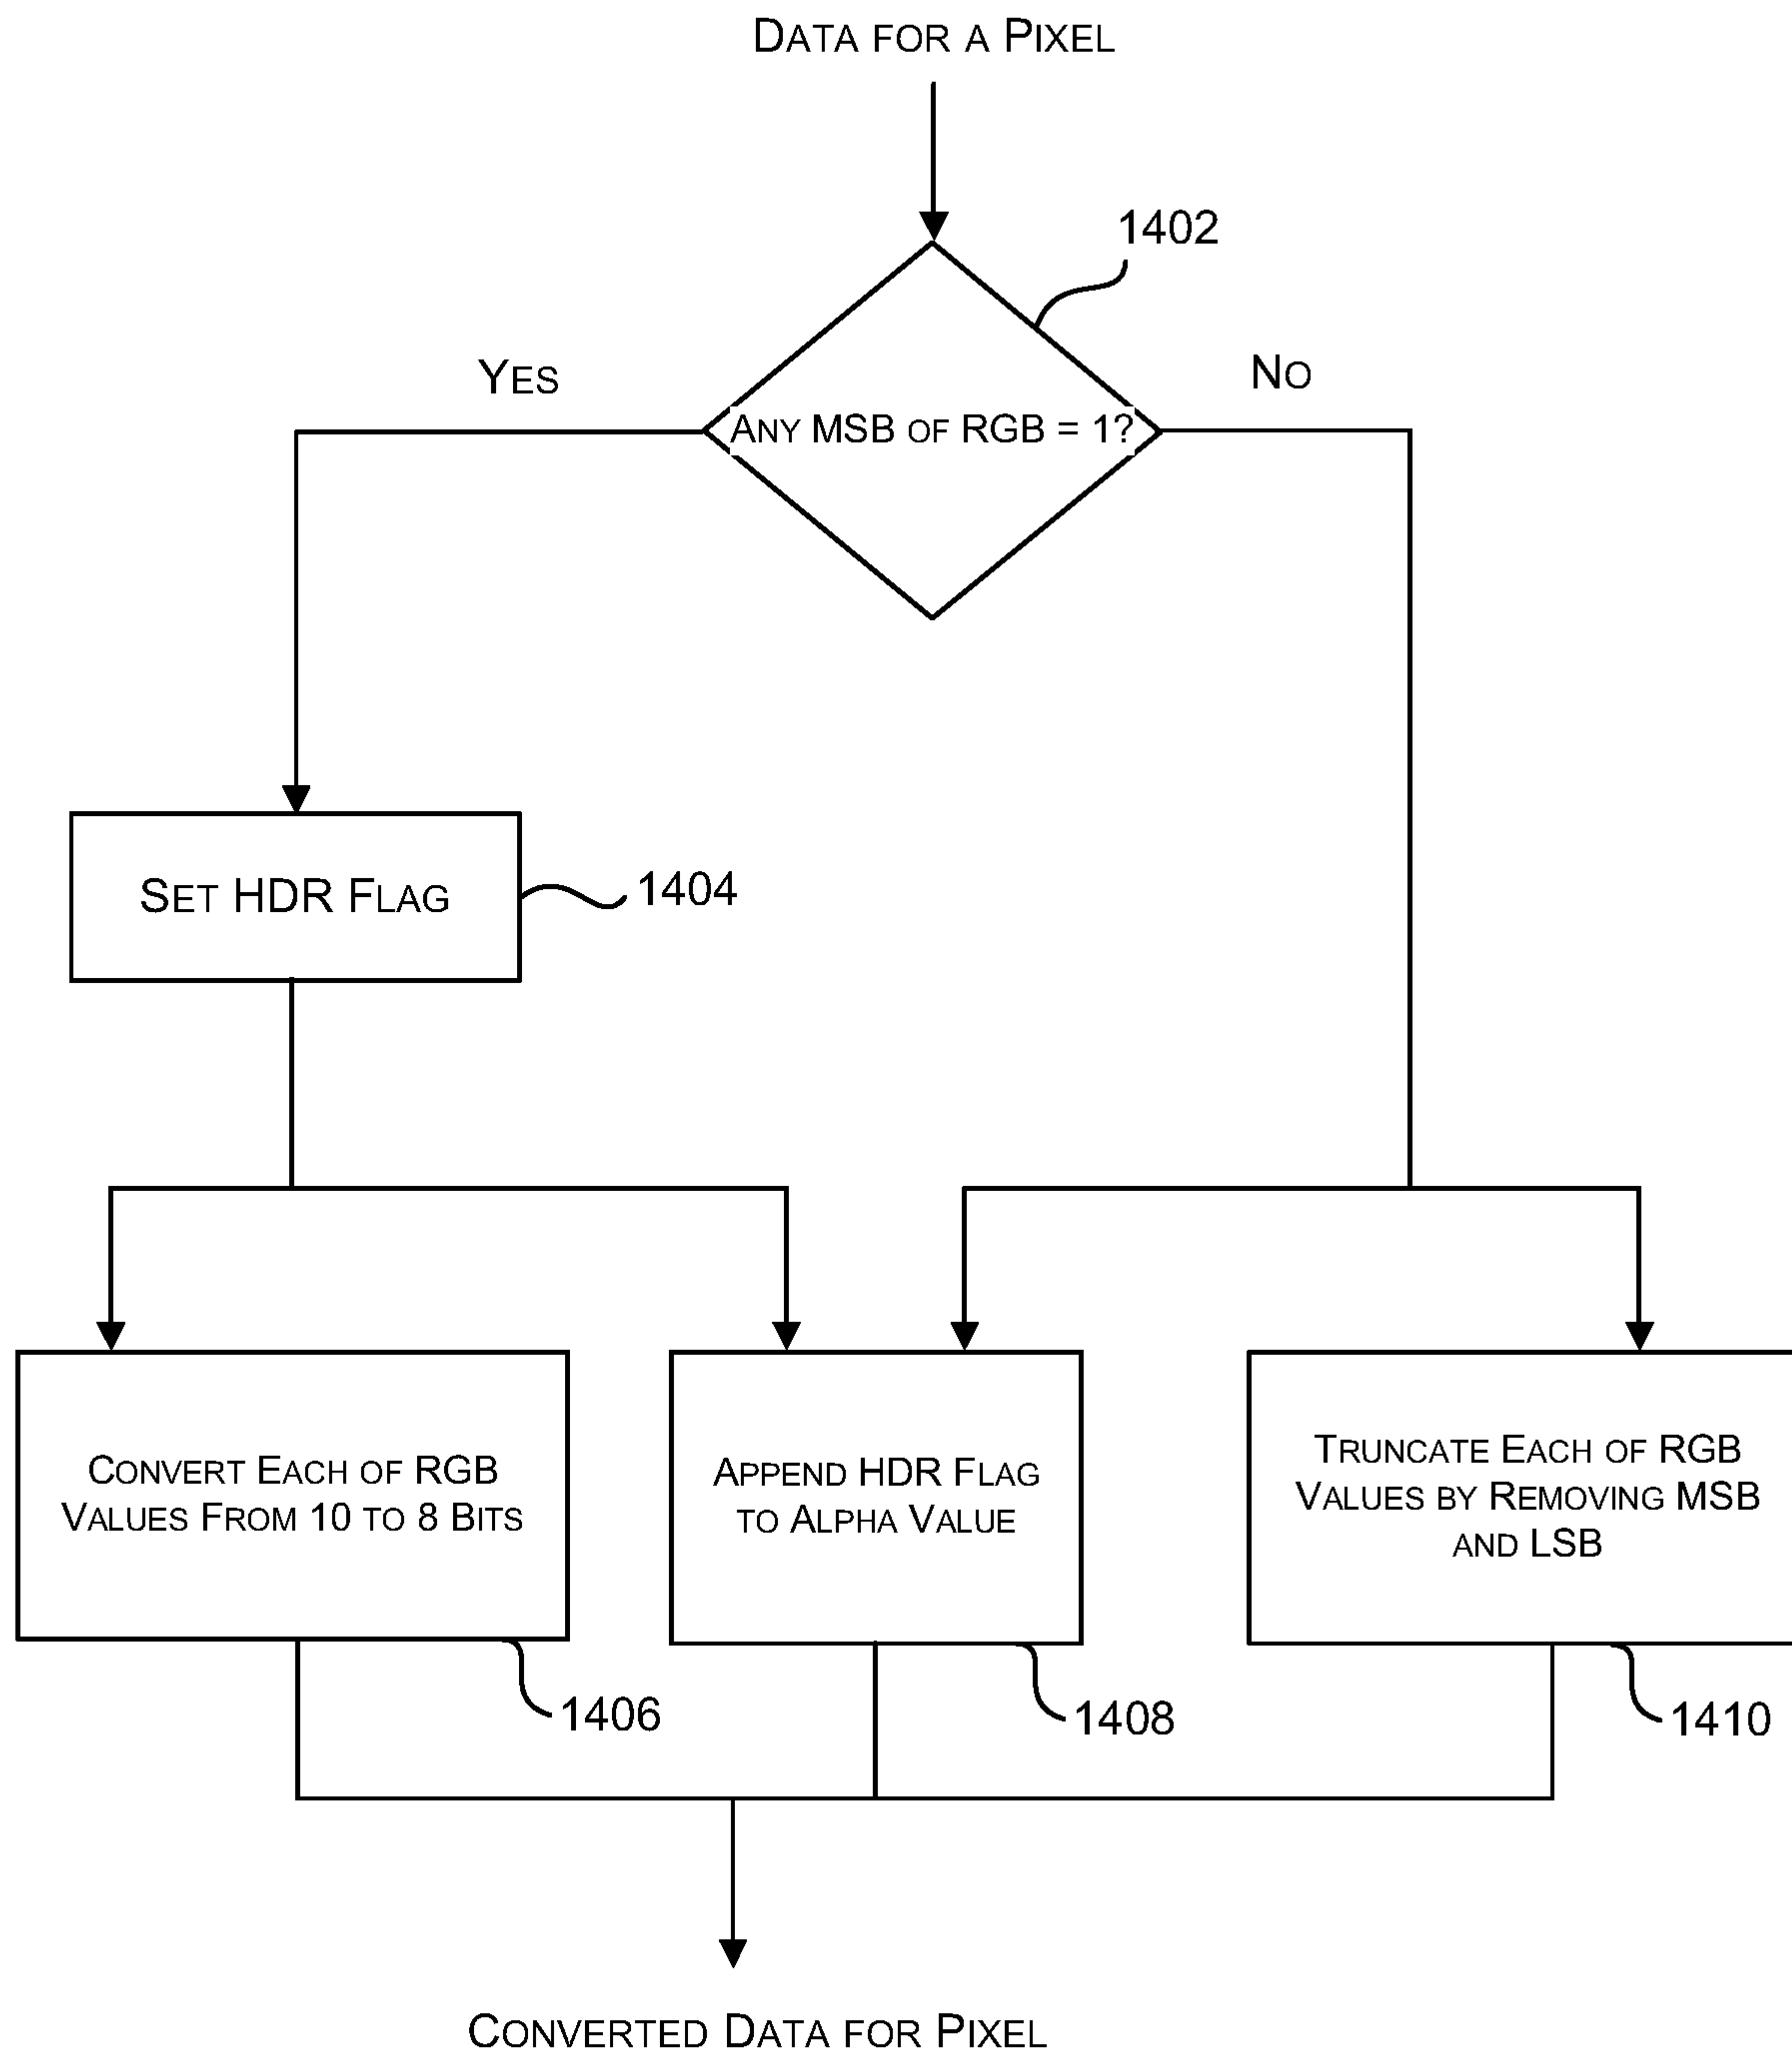 DATA FOR A PIXEL
1402
YES
NO
ANY MSB OF RGB = 1?
SET HDR FLAG
1404
CONVERT EACH OF RGB
VALUES FROM 10 TO 8 BITS
APPEND HDR FLAG
TO ALPHA VALUE
TRUNCATE EACH OF RGB
VALUES BY REMOVING MSB
AND LSB
1406
1408
1410
CONVERTED DATA FOR PIXEL